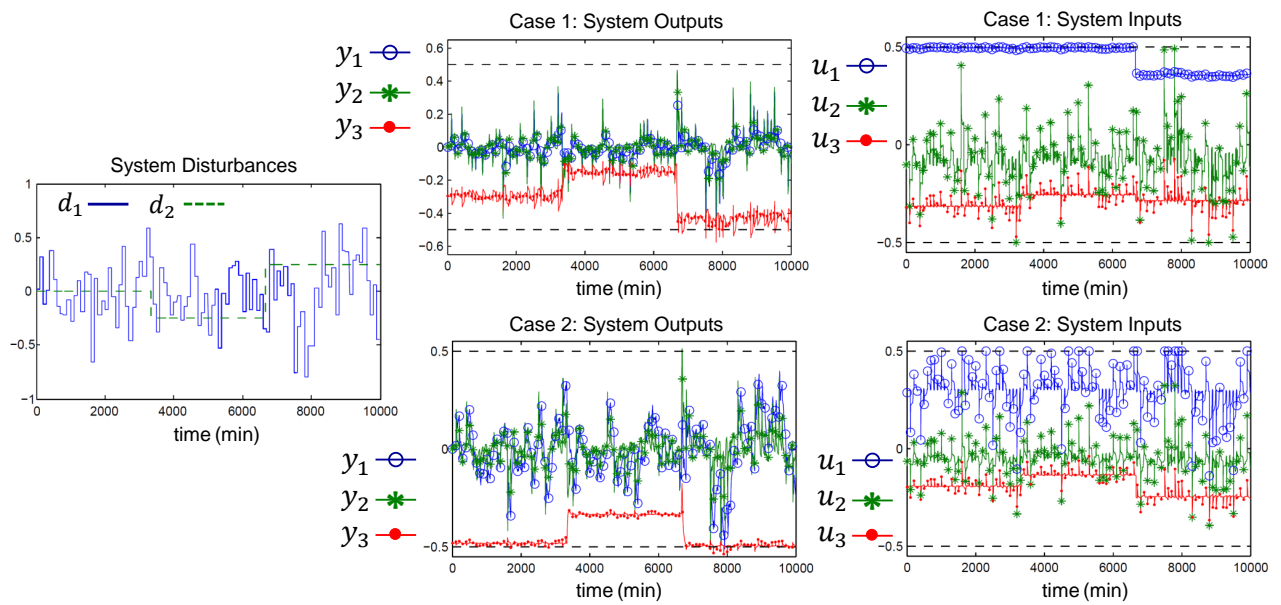 System Disturbances
d₁
d₂
1
0.5
0
−0.5
−1
0
2000
4000
6000
8000
10000
time (min)
Case 1: System Outputs
y₁
y₂
y₃
0.6
0.4
0.2
0
−0.2
−0.4
−0.6
0
2000
4000
6000
8000
10000
time (min)
Case 1: System Inputs
u₁
u₂
u₃
0.5
0
−0.5
0
2000
4000
6000
8000
10000
time (min)
Case 2: System Outputs
y₁
y₂
y₃
0.5
0
−0.5
0
2000
4000
6000
8000
10000
time (min)
Case 2: System Inputs
u₁
u₂
u₃
0.5
0
−0.5
0
2000
4000
6000
8000
10000
time (min)